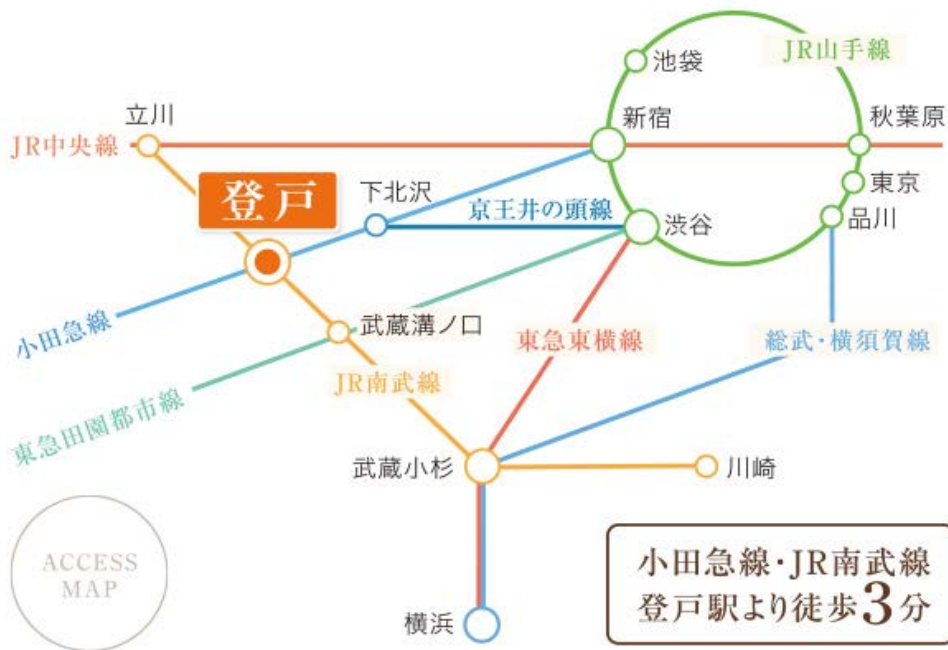 JR山手線
池袋
立川
新宿
秋葉原
JR中央線
登戸
下北沢
京王井の頭線
東京
渋谷
品川
小田急線
武蔵溝ノ口
東急東横線
総武・横須賀線
JR南武線
東急田園都市線
武蔵小杉
川崎
ACCESS
MAP
小田急線・JR南武線
登戸駅より徒歩3分
横浜